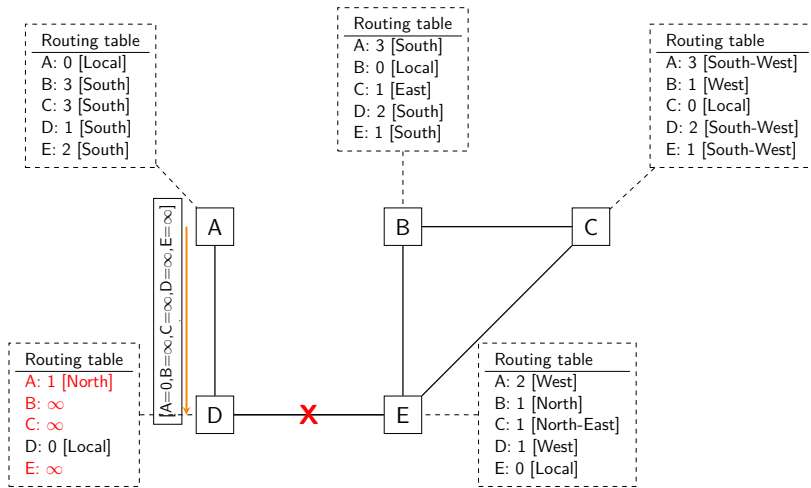 Routing table
A: 0 [Local]
B: 3 [South]
C: 3 [South]
D: 1 [South]
E: 2 [South]
Routing table
A: 3 [South]
B: 0 [Local]
C: 1 [East]
D: 2 [South]
E: 1 [South]
Routing table
A: 3 [South-West]
B: 1 [West]
C: 0 [Local]
D: 2 [South-West]
E: 1 [South-West]
A
B
C
[A=0,B=∞,C=∞,D=∞,E=∞]
Routing table
A: 1 [North]
B: ∞
C: ∞
D: 0 [Local]
E: ∞
D
X
E
Routing table
A: 2 [West]
B: 1 [North]
C: 1 [North-East]
D: 1 [West]
E: 0 [Local]